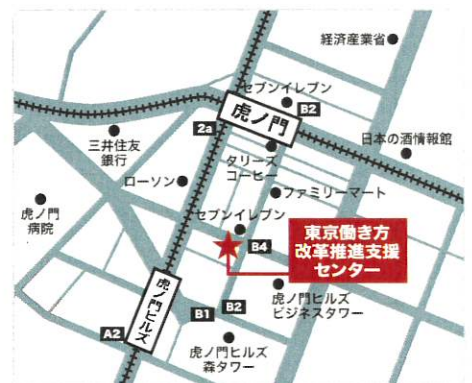 経済産業省
セブンイレブン
B2
虎ノ門
2a
日本の酒情報館
三井住友
銀行
タリーズ
コーヒー
ローソン
ファミリーマート
虎ノ門
病院
セブンイレブン
B4
東京働き方
改革推進支援
センター
虎ノ門ヒルズ
虎ノ門ヒルズ
ビジネスタワー
B1
B2
A2
虎ノ門ヒルズ
森タワー